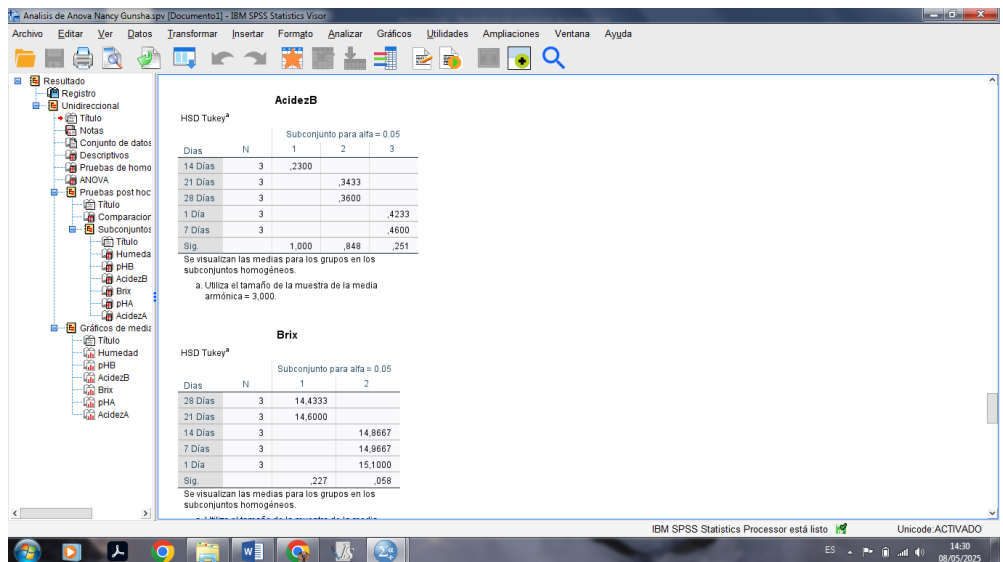 Analisis de Anova Nancy Gunsha.spv [Documento1] - IBM SPSS Statistics Visor
Archivo Editar Ver Datos Transformar Insertar Formato Analizar Gráficos Utilidades Ampliaciones Ventana Ayuda
Resultado
Registro
Unidireccional
Título
Notas
Conjunto de datos
Descriptivos
Pruebas de homo
ANOVA
Pruebas post hoc
Título
Comparacion
Subconjuntos
Título
Humeda
pHB
AcidezB
Brix
pHA
AcidezA
Gráficos de media
Título
Humedad
pHB
AcidezB
Brix
pHA
AcidezA
AcidezB
HSD Tukeya
Subconjunto para alfa = 0.05
Dias N 1 2 3
14 Días 3 ,2300
21 Días 3 ,3433
28 Días 3 ,3600
1 Día 3 ,4233
7 Días 3 ,4600
Sig. 1,000 ,848 ,251
Se visualizan las medias para los grupos en los
subconjuntos homogéneos.
a. Utiliza el tamaño de la muestra de la media
armónica = 3,000.
Brix
HSD Tukeya
Subconjunto para alfa = 0.05
Dias N 1 2
28 Días 3 14,4333
21 Días 3 14,6000
14 Días 3 14,8667
7 Días 3 14,9667
1 Día 3 15,1000
Sig. ,227 ,058
Se visualizan las medias para los grupos en los
subconjuntos homogéneos.
IBM SPSS Statistics Processor está listo Unicode:ACTIVADO
ES 14:30
08/05/2025